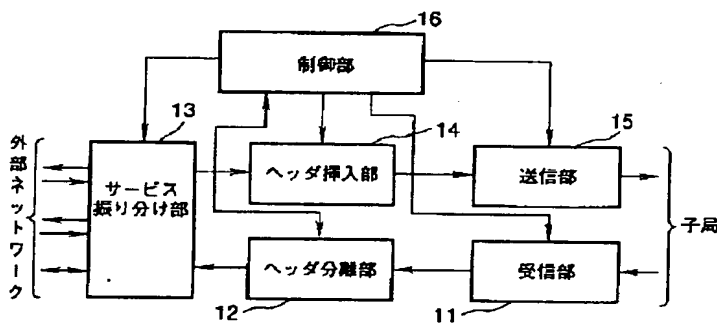 16
制御部
13
14
15
外部ネットワーク
サービス
振り分け部
ヘッダ挿入部
送信部
子局
ヘッダ分離部
受信部
12
11